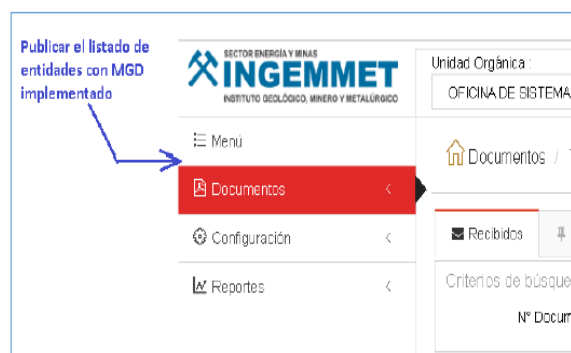 Publicar el listado de
entidades con MGD
implementado
SECTOR ENERGÍA Y MINAS
INGEMMET
INSTITUTO GEOLÓGICO, MINERO Y METALÚRGICO
Unidad Orgánica :
OFICINA DE SISTEMA
Menú
Documentos
Configuración
Reportes
Documentos /
Recibidos
Criterios de búsque
N° Docum